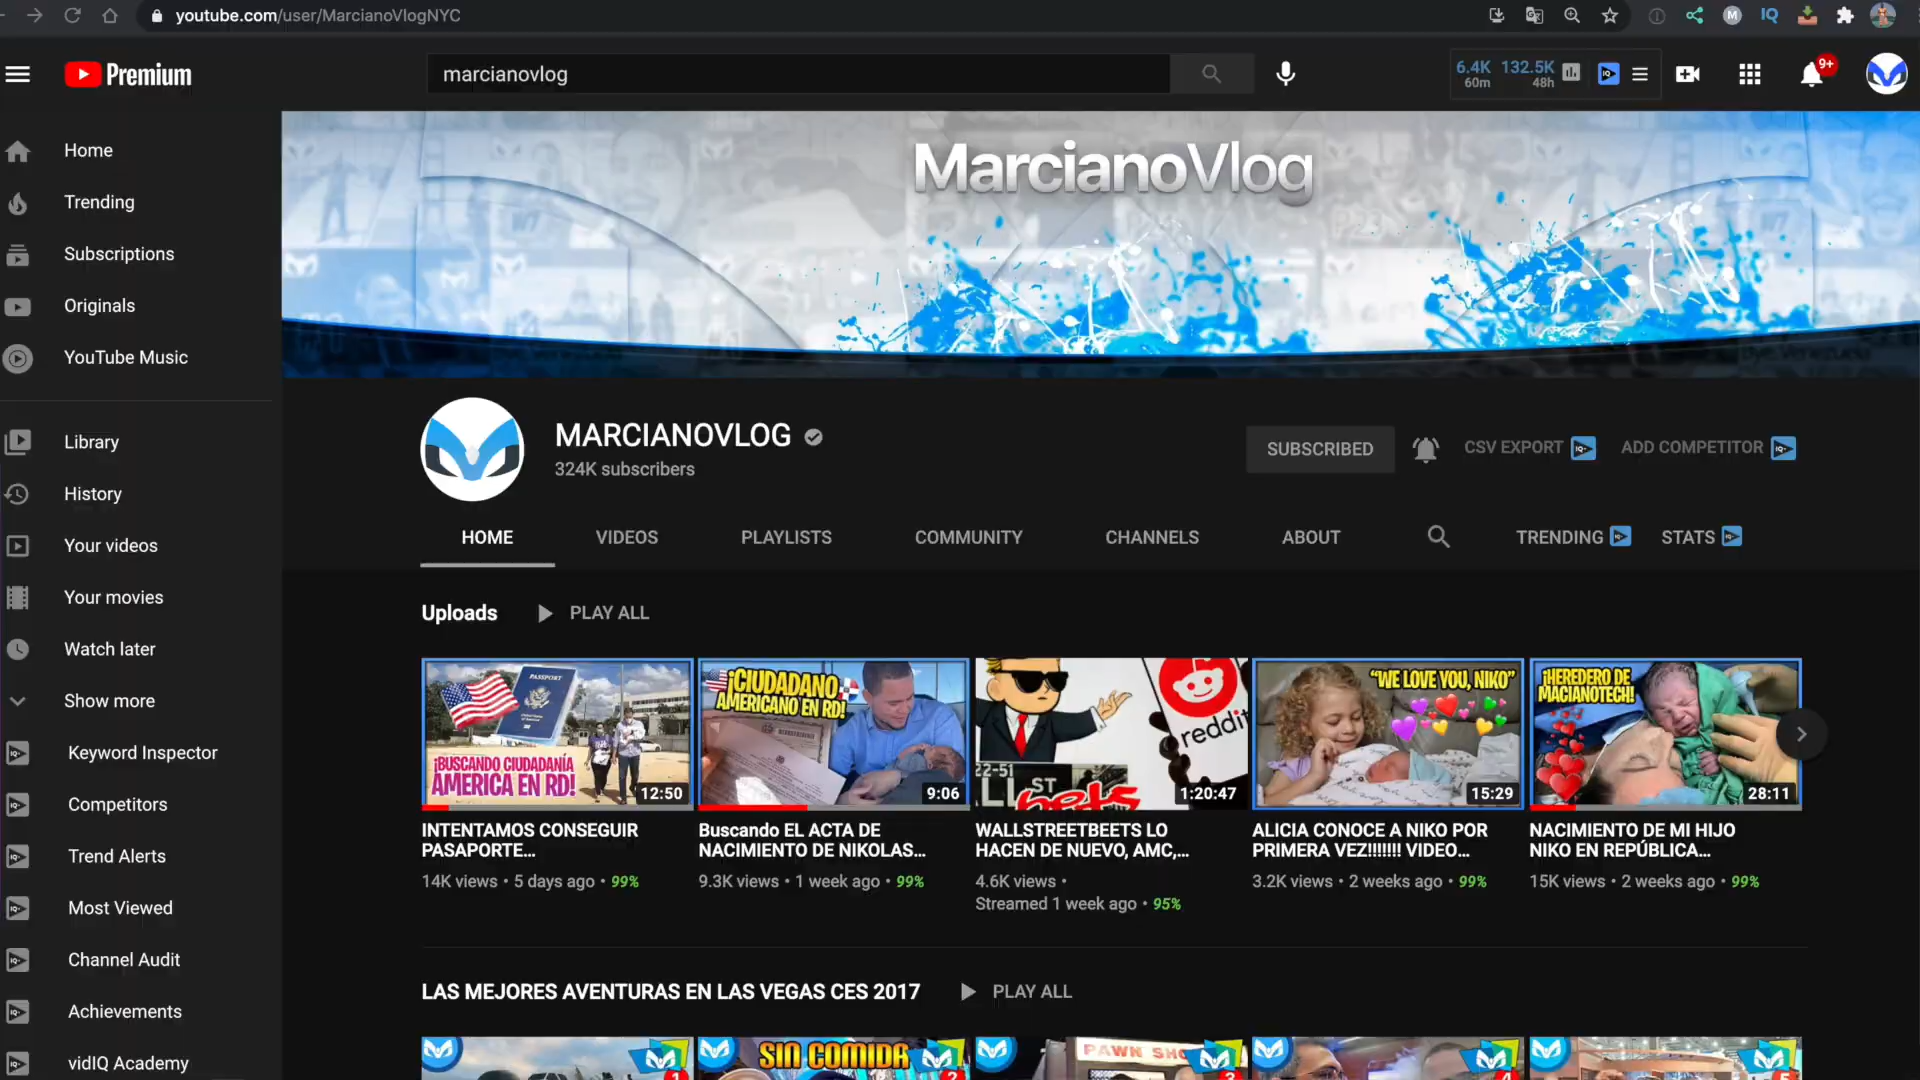 youtube.com/user/MarcianoVlogNYC
M
IQ
Premium
marcianovlog
6.4K 132.5K
60m 48h
9+
Home
Trending
Subscriptions
Originals
YouTube Music
Library
History
Your videos
Your movies
Watch later
Show more
Keyword Inspector
Competitors
Trend Alerts
Most Viewed
Channel Audit
Achievements
vidIQ Academy
MarcianoVlog
MARCIANOVLOG
324K subscribers
SUBSCRIBED
CSV EXPORT
ADD COMPETITOR
HOME
VIDEOS
PLAYLISTS
COMMUNITY
CHANNELS
ABOUT
TRENDING
STATS
Uploads
PLAY ALL
PASSPORT
¡BUSCANDO CIUDADANÍA
AMERICA EN RD!
12:50
INTENTAMOS CONSEGUIR
PASAPORTE...
14K views • 5 days ago • 99%
¡CIUDADANO
AMERICANO EN RD!
9:06
Buscando EL ACTA DE
NACIMIENTO DE NIKOLAS...
9.3K views • 1 week ago • 99%
reddit
22-51
LL ST
bets
1:20:47
WALLSTREETBEETS LO
HACEN DE NUEVO, AMC,...
4.6K views •
Streamed 1 week ago • 95%
"WE LOVE YOU, NIKO"
15:29
ALICIA CONOCE A NIKO POR
PRIMERA VEZ!!!!!!! VIDEO...
3.2K views • 2 weeks ago • 99%
¡HEREDERO DE
MACIANOTECH!
28:11
NACIMIENTO DE MI HIJO
NIKO EN REPÚBLICA...
15K views • 2 weeks ago • 99%
LAS MEJORES AVENTURAS EN LAS VEGAS CES 2017
PLAY ALL
SIN COMIDA
PAWN SHO